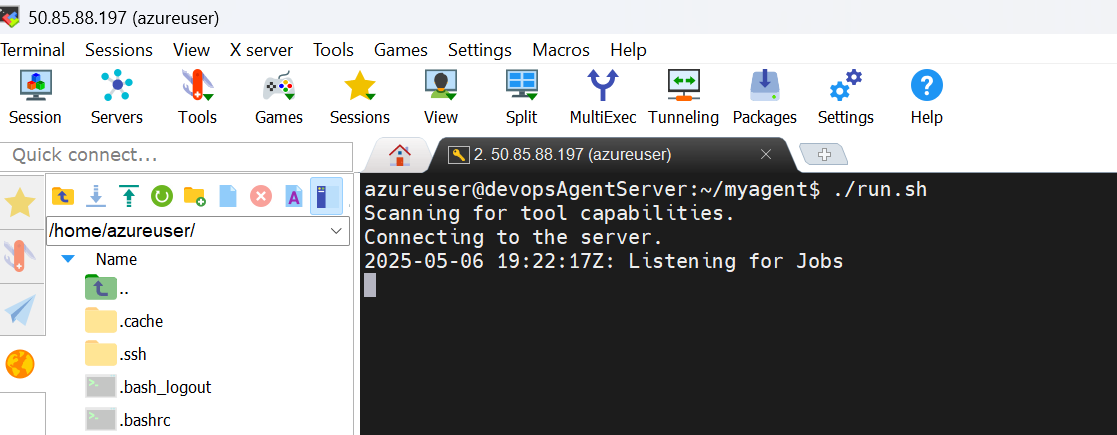 50.85.88.197 (azureuser)
Terminal Sessions View X server Tools Games Settings Macros Help
Session Servers Tools Games Sessions View Split MultiExec Tunneling Packages Settings Help
Quick connect...
2. 50.85.88.197 (azureuser)
/home/azureuser/
Name
..
.cache
.ssh
.bash_logout
.bashrc
azureuser@devopsAgentServer:~/myagent$ ./run.sh
Scanning for tool capabilities.
Connecting to the server.
2025-05-06 19:22:17Z: Listening for Jobs